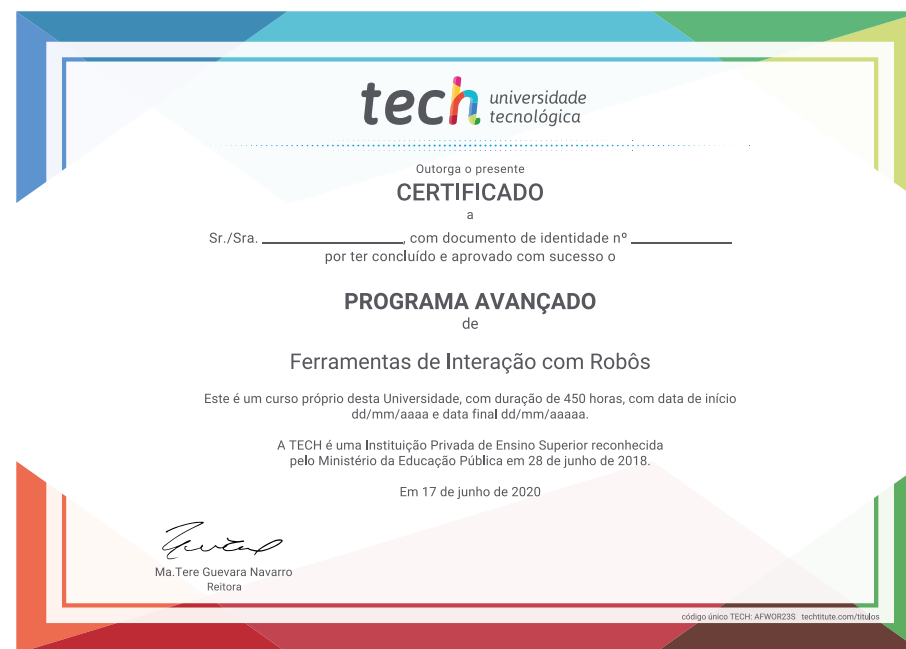 tech universidade
tecnológica
Outorga o presente
CERTIFICADO
a
Sr./Sra. ____________, com documento de identidade nº ____________
por ter concluído e aprovado com sucesso o
PROGRAMA AVANÇADO
de
Ferramentas de Interação com Robôs
Este é um curso próprio desta Universidade, com duração de 450 horas, com data de início
dd/mm/aaaa e data final dd/mm/aaaaa.
A TECH é uma Instituição Privada de Ensino Superior reconhecida
pelo Ministério da Educação Pública em 28 de junho de 2018.
Em 17 de junho de 2020
Ma.Tere Guevara Navarro
Reitora
código único TECH: AFWOR23S techtitute.com/titulos